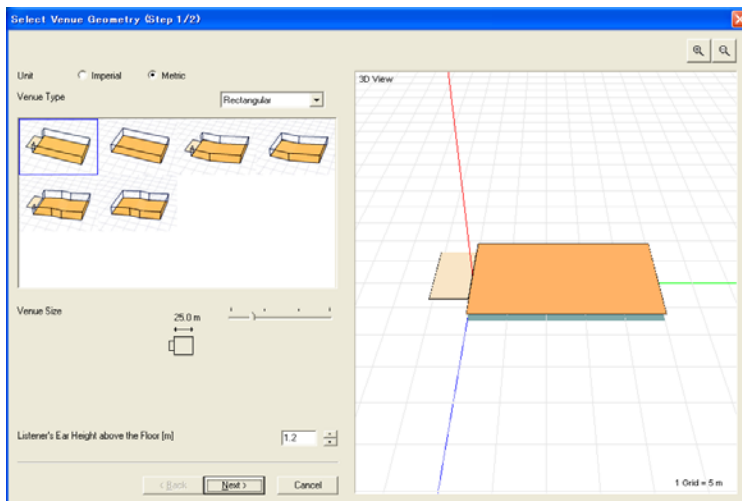 Select Venue Geometry (Step 1/2)
Unit
Imperial
Metric
Venue Type
Rectangular
Venue Size
25.0 m
Listener's Ear Height above the Floor [m]
1.2
< Back
Next >
Cancel
3D View
1 Grid = 5 m